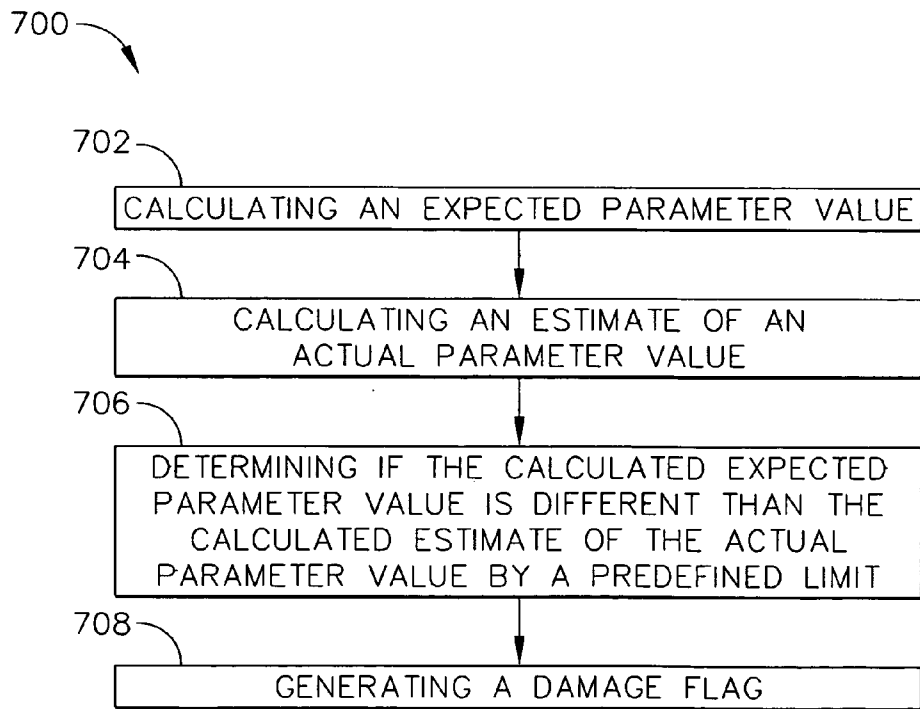 700
702
CALCULATING AN EXPECTED PARAMETER VALUE
704
CALCULATING AN ESTIMATE OF AN
ACTUAL PARAMETER VALUE
706
DETERMINING IF THE CALCULATED EXPECTED
PARAMETER VALUE IS DIFFERENT THAN THE
CALCULATED ESTIMATE OF THE ACTUAL
PARAMETER VALUE BY A PREDEFINED LIMIT
708
GENERATING A DAMAGE FLAG